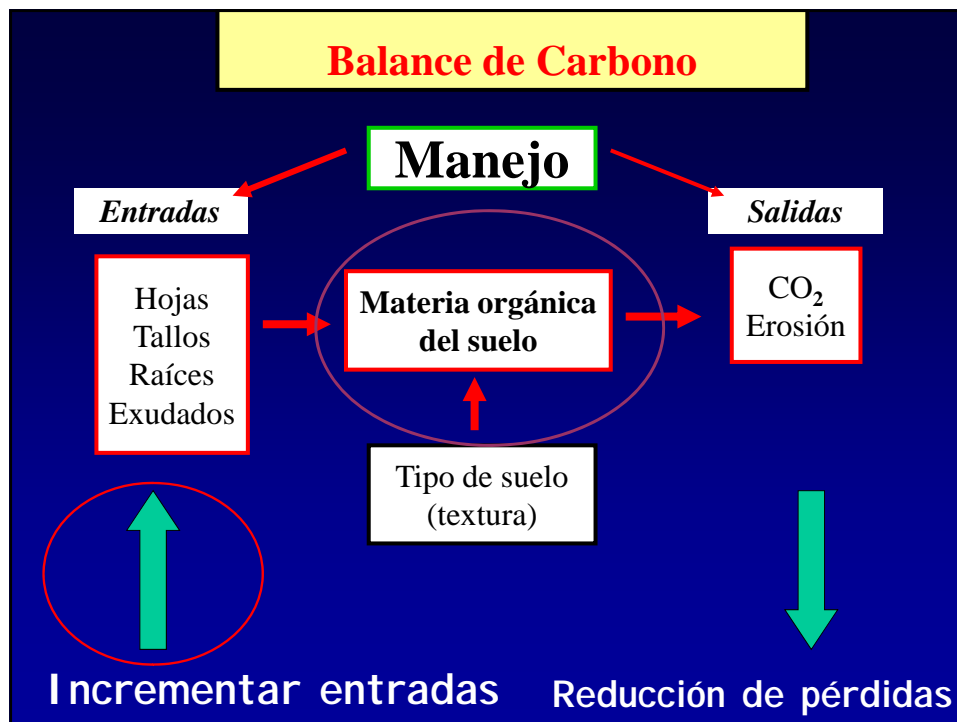 Balance de Carbono
Manejo
Entradas
Salidas
Hojas
Tallos
Raíces
Exudados
Materia orgánica
del suelo
CO₂
Erosión
Tipo de suelo
(textura)
Incrementar entradas
Reducción de pérdidas